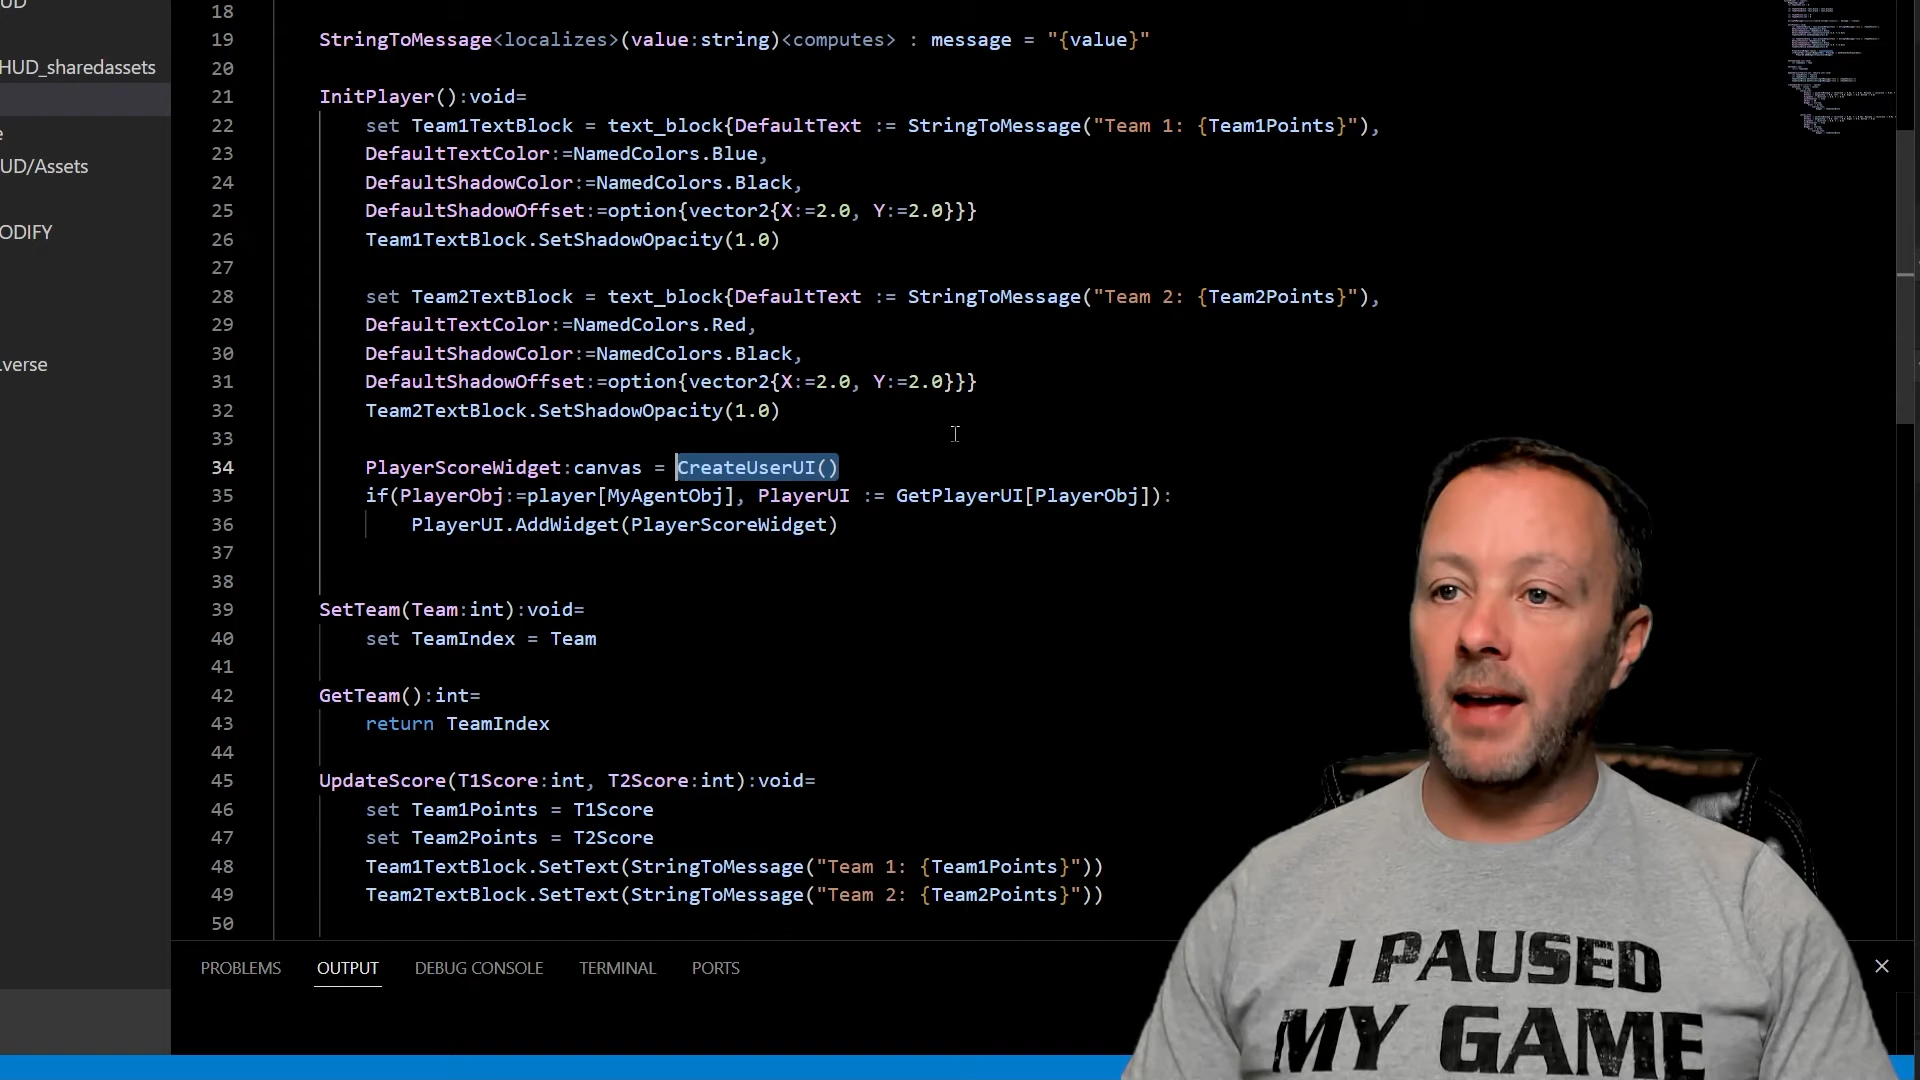 UD
HUD_sharedassets
e
UD/Assets
ODIFY
.verse
18
19 StringToMessage<localizes>(value:string)<computes> : message = "{value}"
20
21 InitPlayer():void=
22 set Team1TextBlock = text_block{DefaultText := StringToMessage("Team 1: {Team1Points}"),
23 DefaultTextColor:=NamedColors.Blue,
24 DefaultShadowColor:=NamedColors.Black,
25 DefaultShadowOffset:=option{vector2{X:=2.0, Y:=2.0}}}
26 Team1TextBlock.SetShadowOpacity(1.0)
27
28 set Team2TextBlock = text_block{DefaultText := StringToMessage("Team 2: {Team2Points}"),
29 DefaultTextColor:=NamedColors.Red,
30 DefaultShadowColor:=NamedColors.Black,
31 DefaultShadowOffset:=option{vector2{X:=2.0, Y:=2.0}}}
32 Team2TextBlock.SetShadowOpacity(1.0)
33
34 PlayerScoreWidget:canvas = CreateUserUI()
35 if(PlayerObj:=player[MyAgentObj], PlayerUI := GetPlayerUI[PlayerObj]):
36 PlayerUI.AddWidget(PlayerScoreWidget)
37
38
39 SetTeam(Team:int):void=
40 set TeamIndex = Team
41
42 GetTeam():int=
43 return TeamIndex
44
45 UpdateScore(T1Score:int, T2Score:int):void=
46 set Team1Points = T1Score
47 set Team2Points = T2Score
48 Team1TextBlock.SetText(StringToMessage("Team 1: {Team1Points}"))
49 Team2TextBlock.SetText(StringToMessage("Team 2: {Team2Points}"))
50
PROBLEMS OUTPUT DEBUG CONSOLE TERMINAL PORTS
I PAUSED
MY GAME